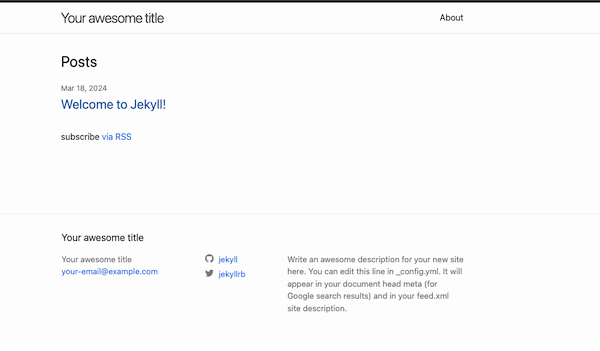 Your awesome title
About
Posts
Mar 18, 2024
Welcome to Jekyll!
subscribe via RSS
Your awesome title
Your awesome title
your-email@example.com
jekyll
jekyllrb
Write an awesome description for your new site
here. You can edit this line in _config.yml. It will
appear in your document head meta (for
Google search results) and in your feed.xml
site description.